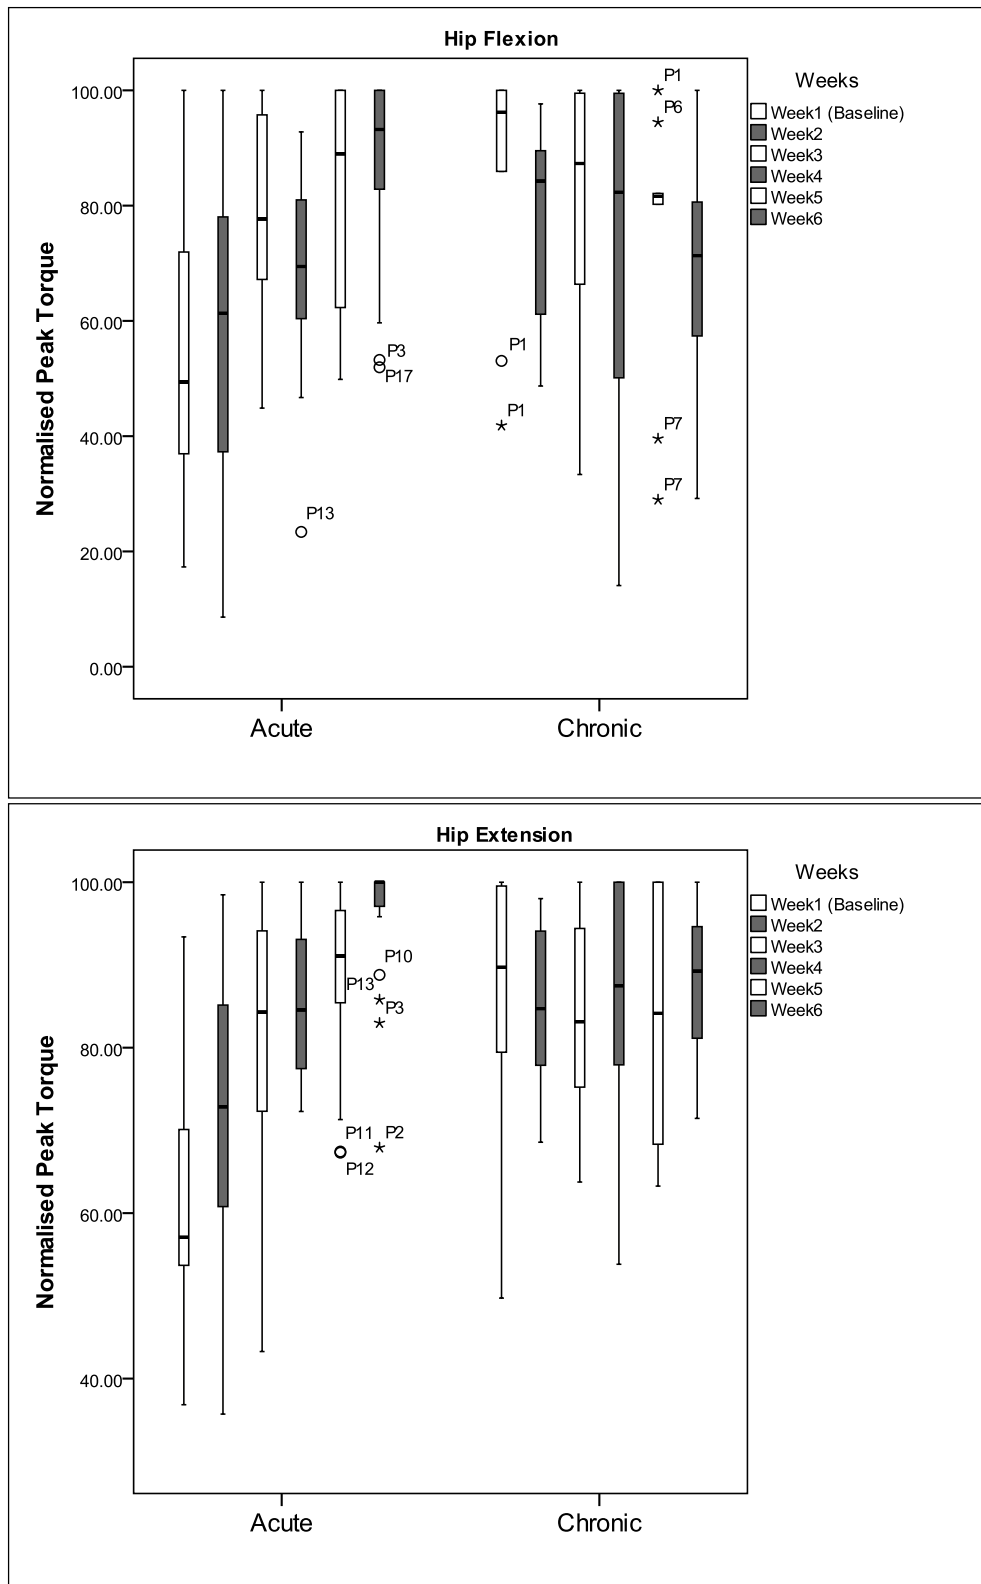 Hip Flexion
Normalised Peak Torque
100.00
80.00
60.00
40.00
20.00
0.00
P13
P3
P17
P1
P1
P1
P6
P7
P7
Acute
Chronic
Weeks
Week1 (Baseline)
Week2
Week3
Week4
Week5
Week6
Hip Extension
Normalised Peak Torque
100.00
80.00
60.00
40.00
P10
P13
P3
P11
P2
P12
Acute
Chronic
Weeks
Week1 (Baseline)
Week2
Week3
Week4
Week5
Week6